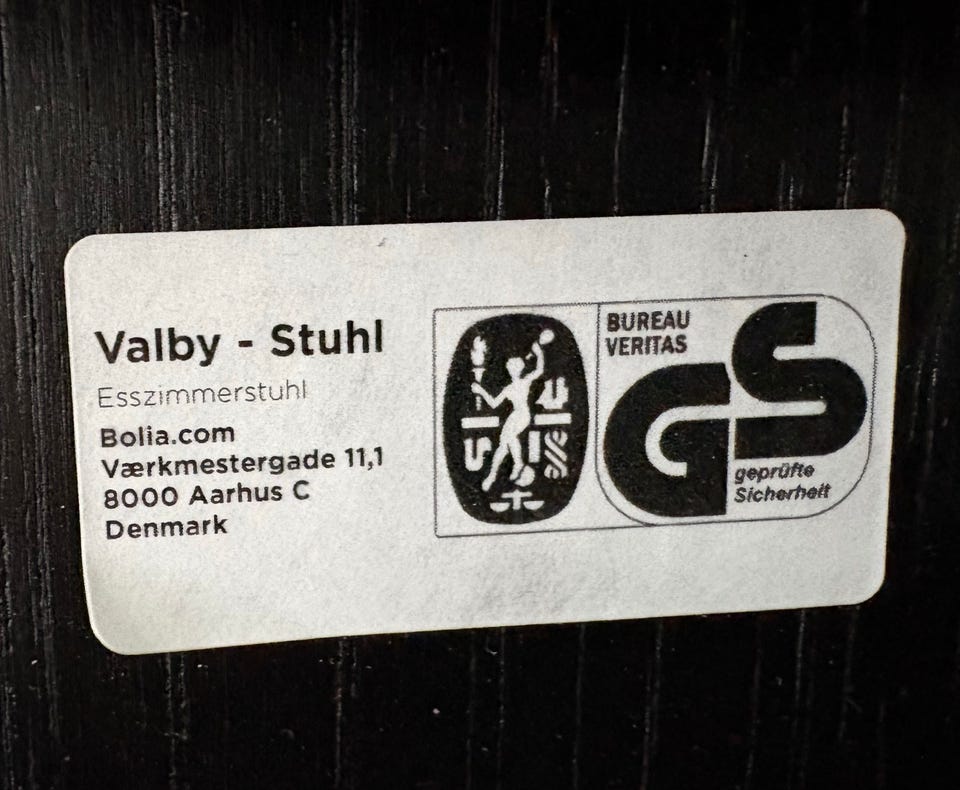 Valby - Stuhl
Esszimmerstuhl
Bolia.com
Værkmestergade 11,1
8000 Aarhus C
Denmark
BUREAU
VERITAS
GS
geprüfte
Sicherheit